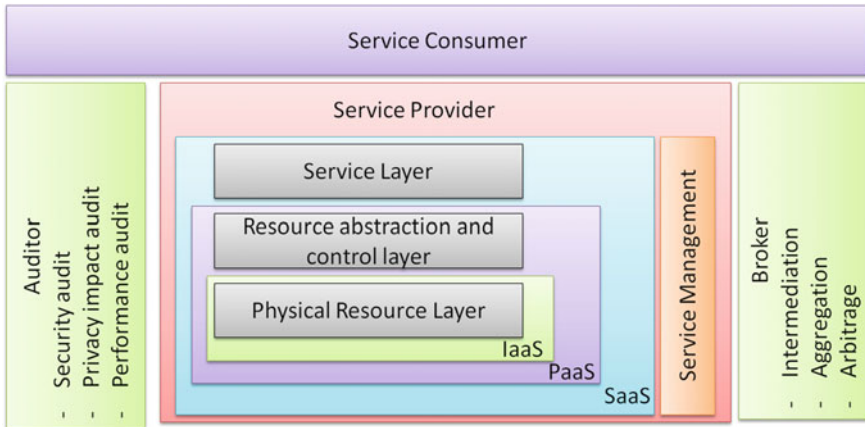 Service Consumer
Auditor
- Security audit
- Privacy impact audit
- Performance audit
Service Provider
Service Layer
Resource abstraction and
control layer
Physical Resource Layer
IaaS
PaaS
SaaS
Service Management
Broker
- Intermediation
- Aggregation
- Arbitrage